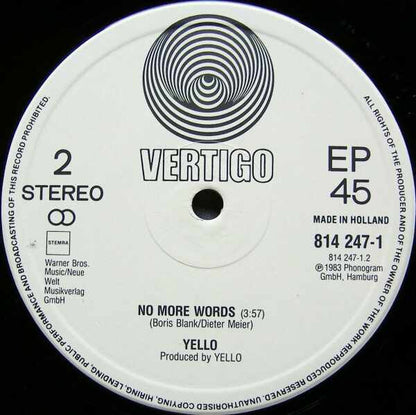 VERTIGO
2
STEREO
STEMRA
Warner Bros.
Music/Neue
Welt
Musikverlag
GmbH
EP
45
MADE IN HOLLAND
814 247-1
814 247-1.2
Ⓟ 1983 Phonogram
GmbH, Hamburg
NO MORE WORDS (3:57)
(Boris Blank/Dieter Meier)
YELLO
Produced by YELLO
ALL RIGHTS OF THE PRODUCER AND OF THE OWNER OF THE WORK REPRODUCED RESERVED. UNAUTHORISED COPYING, HIRING, LENDING, PUBLIC PERFORMANCE AND BROADCASTING OF THIS RECORD PROHIBITED.